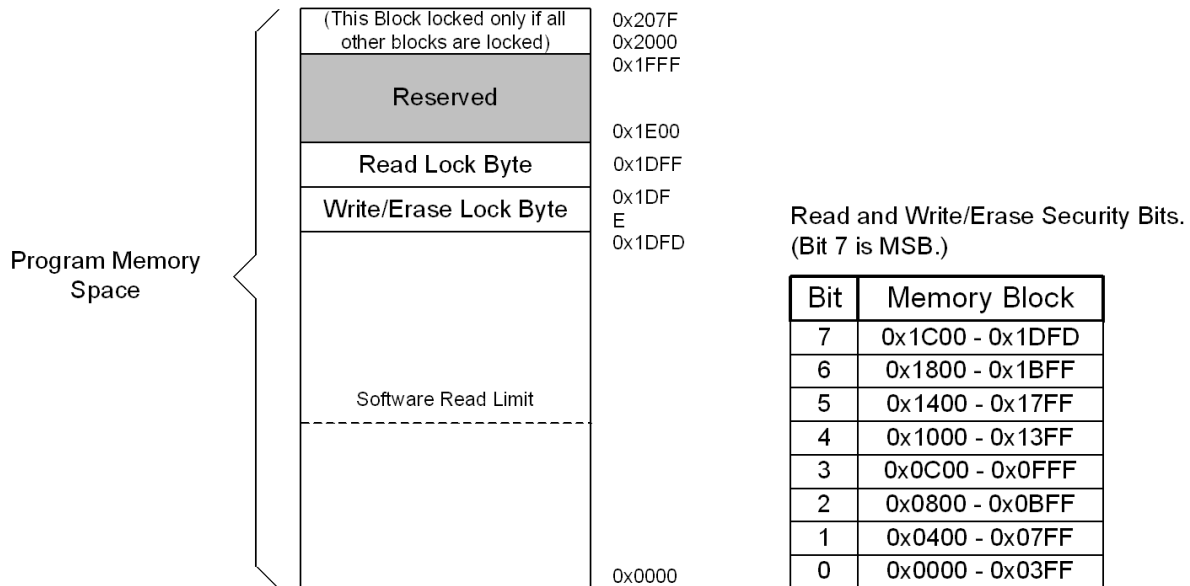 (This Block locked only if all
other blocks are locked)
0x207F
0x2000
0x1FFF
Reserved
0x1E00
Read Lock Byte
0x1DFF
Write/Erase Lock Byte
0x1DF
E
0x1DFD
Program Memory
Space
Software Read Limit
0x0000
Read and Write/Erase Security Bits.
(Bit 7 is MSB.)
Bit Memory Block
7 0x1C00 - 0x1DFD
6 0x1800 - 0x1BFF
5 0x1400 - 0x17FF
4 0x1000 - 0x13FF
3 0x0C00 - 0x0FFF
2 0x0800 - 0x0BFF
1 0x0400 - 0x07FF
0 0x0000 - 0x03FF